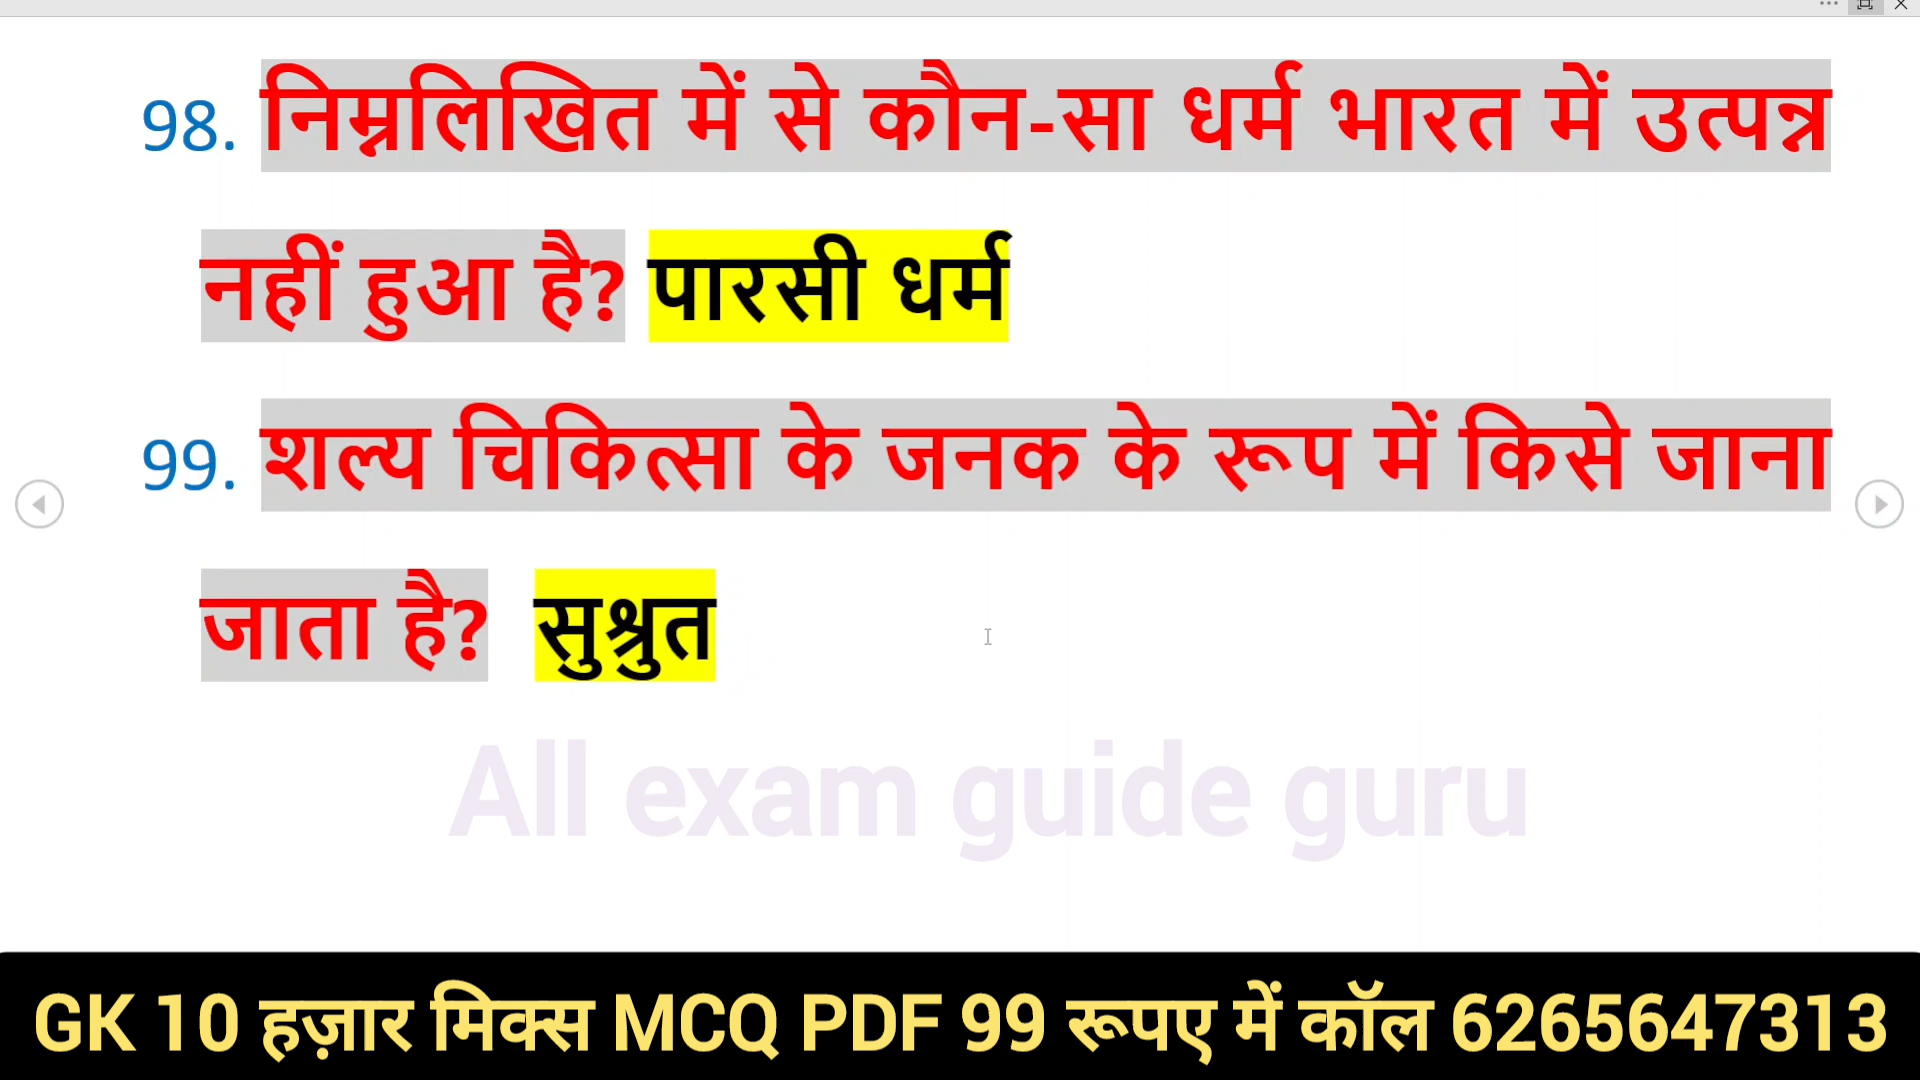 98. निम्नलिखित में से कौन-सा धर्म भारत में उत्पन्न
नहीं हुआ है? पारसी धर्म
99. शल्य चिकित्सा के जनक के रूप में किसे जाना
जाता है? सुश्रुत
All exam guide guru
GK 10 हज़ार मिक्स MCQ PDF 99 रूपए में कॉल 6265647313